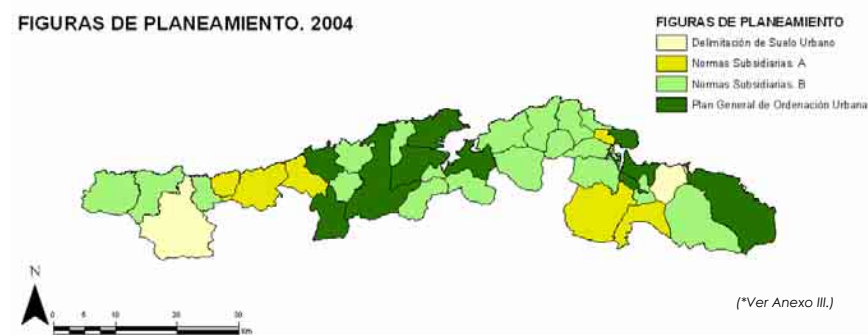 FIGURAS DE PLANEAMIENTO. 2004
FIGURAS DE PLANEAMIENTO
Delimitación de Suelo Urbano
Normas Subsidiarias. A
Normas Subsidiarias. B
Plan General de Ordenación Urbana
N
0 5 10 20 30
Km
(*Ver Anexo III.)